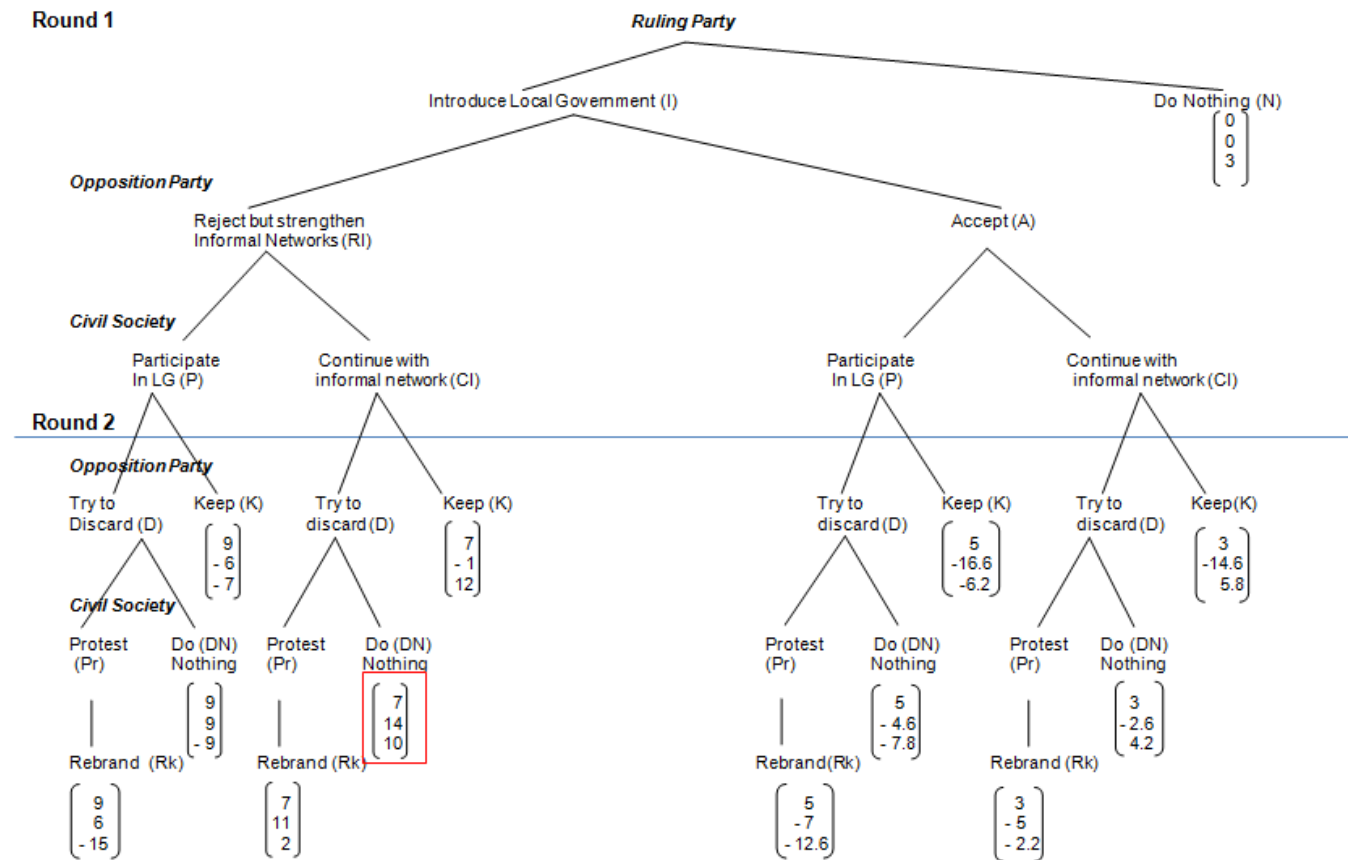 Round 1
Ruling Party
Introduce Local Government (I)
Do Nothing (N)
0
0
3
Opposition Party
Reject but strengthen
Informal Networks (RI)
Accept (A)
Civil Society
Participate
In LG (P)
Continue with
informal network (CI)
Participate
In LG (P)
Continue with
informal network (CI)
Round 2
Opposition Party
Try to
Discard (D)
Keep (K)
9
- 6
- 7
Try to
discard (D)
Keep (K)
7
- 1
12
Try to
discard (D)
Keep (K)
5
-16.6
-6.2
Try to
discard (D)
Keep(K)
3
-14.6
5.8
Civil Society
Protest
(Pr)
Do (DN)
Nothing
9
9
- 9
Protest
(Pr)
Do (DN)
Nothing
7
14
10
Protest
(Pr)
Do (DN)
Nothing
5
- 4.6
- 7.8
Protest
(Pr)
Do (DN)
Nothing
3
- 2.6
4.2
Rebrand (Rk)
9
6
- 15
Rebrand (Rk)
7
11
2
Rebrand(Rk)
5
- 7
- 12.6
Rebrand (Rk)
3
- 5
- 2.2